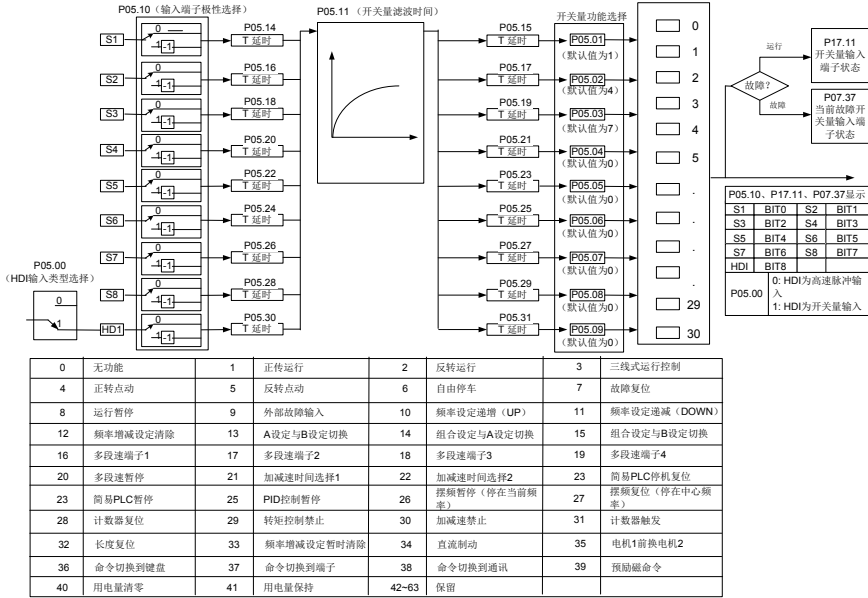 P05.10（输入端子极性选择）
P05.11（开关量滤波时间）
开关量功能选择
S1
0
1
-1
P05.14
T 延时
P05.15
T 延时
P05.01
（默认值为1）
S2
0
1
-1
P05.16
T 延时
P05.17
T 延时
P05.02
（默认值为4）
S3
0
1
-1
P05.18
T 延时
P05.19
T 延时
P05.03
（默认值为7）
S4
0
1
-1
P05.20
T 延时
P05.21
T 延时
P05.04
（默认值为0）
S5
0
1
-1
P05.22
T 延时
P05.23
T 延时
P05.05
（默认值为0）
S6
0
1
-1
P05.24
T 延时
P05.25
T 延时
P05.06
（默认值为0）
S7
0
1
-1
P05.26
T 延时
P05.27
T 延时
P05.07
（默认值为0）
S8
0
1
-1
P05.28
T 延时
P05.29
T 延时
P05.08
（默认值为0）
P05.00
（HDI输入类型选择）
0
1
HD1
0
1
-1
P05.30
T 延时
P05.31
T 延时
P05.09
（默认值为0）
0
1
2
3
4
5
.
.
.
.
29
30
故障？
运行
故障
P17.11
开关量输入
端子状态
P07.37
当前故障开
关量输入端
子状态
P05.10、P17.11、P07.37显示
S1 BIT0 S2 BIT1
S3 BIT2 S4 BIT3
S5 BIT4 S6 BIT5
S7 BIT6 S8 BIT7
HDI BIT8
P05.00
0: HDI为高速脉冲输
入
1: HDI为开关量输入
0 无功能 1 正传运行 2 反转运行 3 三线式运行控制
4 正转点动 5 反转点动 6 自由停车 7 故障复位
8 运行暂停 9 外部故障输入 10 频率设定递增（UP） 11 频率设定递减（DOWN）
12 频率增减设定清除 13 A设定与B设定切换 14 组合设定与A设定切换 15 组合设定与B设定切换
16 多段速端子1 17 多段速端子2 18 多段速端子3 19 多段速端子4
20 多段速暂停 21 加减速时间选择1 22 加减速时间选择2 23 简易PLC停机复位
23 简易PLC暂停 25 PID控制暂停 26 摆频暂停（停在当前频
率） 27 摆频复位（停在中心频
率）
28 计数器复位 29 转矩控制禁止 30 加减速禁止 31 计数器触发
32 长度复位 33 频率增减设定暂时清除 34 直流制动 35 电机1前换电机2
36 命令切换到键盘 37 命令切换到端子 38 命令切换到通讯 39 预励磁命令
40 用电量清零 41 用电量保持 42~63 保留